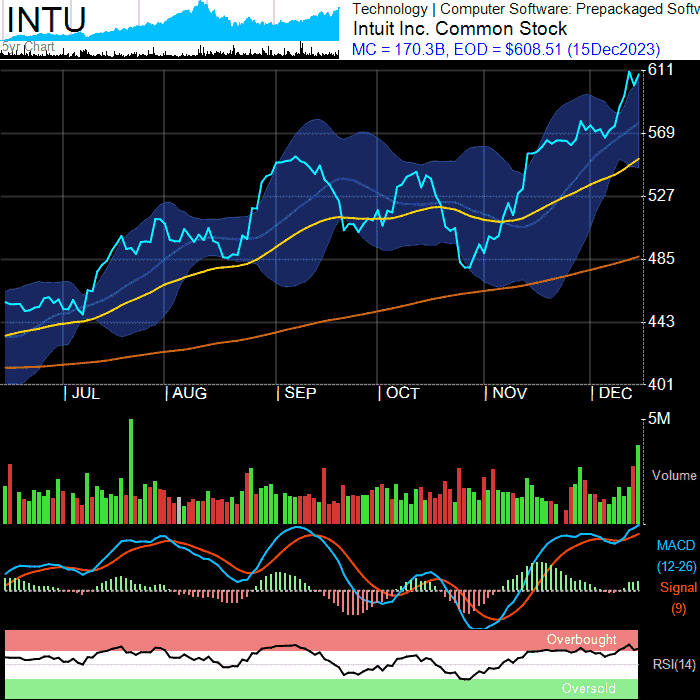 INTU
5yr Chart
Technology | Computer Software: Prepackaged Softw
Intuit Inc. Common Stock
MC = 170.3B, EOD = $608.51 (15Dec2023)
611
569
527
485
443
401
JUL
AUG
SEP
OCT
NOV
DEC
5M
Volume
MACD
(12-26)
Signal
(9)
Overbought
RSI(14)
Oversold